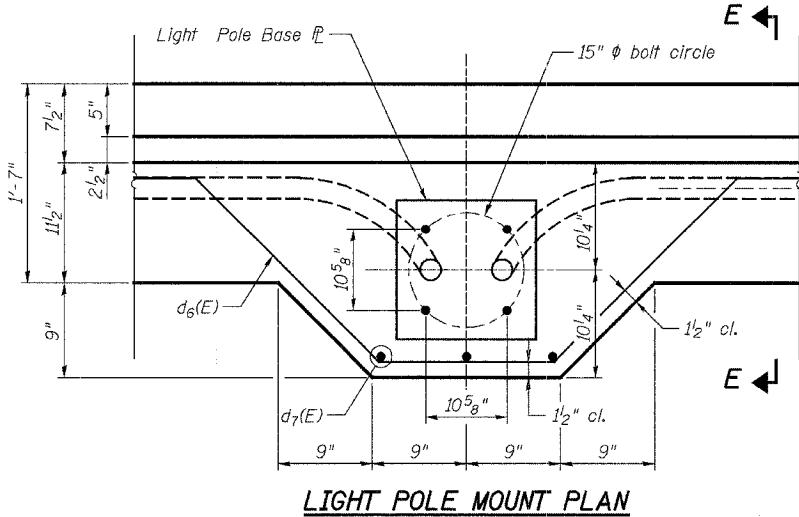 E
Light Pole Base ⅊
15" ϕ bolt circle
1'-7"
7½"
5"
2½"
11½"
10¼"
10⅝"
9"
d6(E)
10¼"
1½" cl.
d7(E)
10⅝"
1½" cl.
E
9"
9"
9"
9"
LIGHT POLE MOUNT PLAN